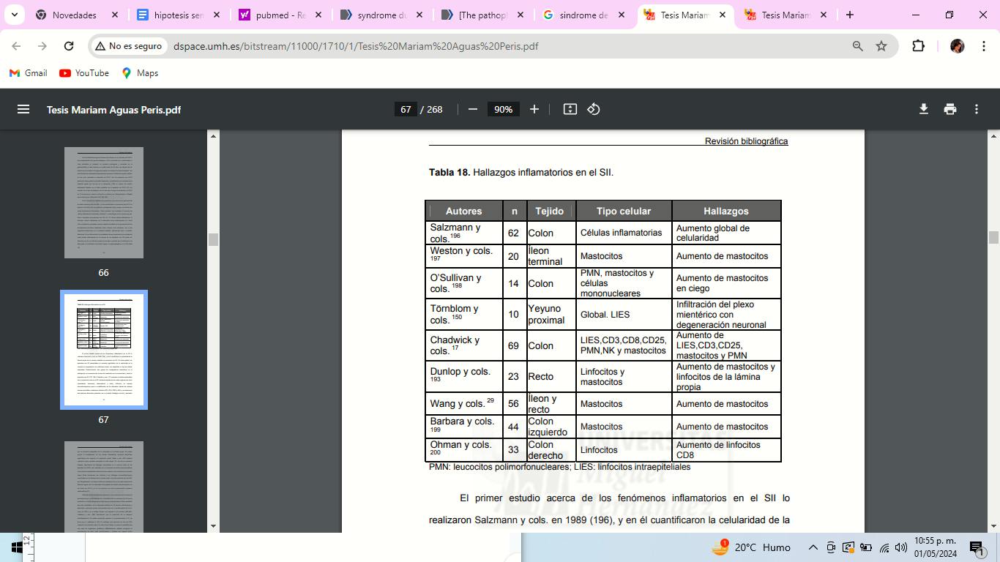 Novedades
hipotesis sen
pubmed - Re
syndrome du
[The pathoph
sindrome de
Tesis Mariam
Tesis Mariam
No es seguro
dspace.umh.es/bitstream/11000/1710/1/Tesis%20Mariam%20Aguas%20Peris.pdf
Gmail
YouTube
Maps
Tesis Mariam Aguas Peris.pdf
67 / 268
90%
66
67
Revisión bibliográfica
Tabla 18. Hallazgos inflamatorios en el SII.
Autores n Tejido Tipo celular Hallazgos
Salzmann y cols.196 62 Colon Células inflamatorias Aumento global de celularidad
Weston y cols. 197 20 Íleon terminal Mastocitos Aumento de mastocitos
O'Sullivan y cols. 198 14 Colon PMN, mastocitos y células mononucleares Aumento de mastocitos en ciego
Törnblom y cols. 150 10 Yeyuno proximal Global. LIES Infiltración del plexo mientérico con degeneración neuronal
Chadwick y cols. 17 69 Colon LIES,CD3,CD8,CD25, PMN,NK y mastocitos Aumento de LIES,CD3,CD25, mastocitos y PMN
Dunlop y cols. 193 23 Recto Linfocitos y mastocitos Aumento de mastocitos y linfocitos de la lámina propia
Wang y cols. 29 56 Íleon y recto Mastocitos Aumento de mastocitos
Barbara y cols. 199 44 Colon izquierdo Mastocitos Aumento de mastocitos
Ohman y cols. 200 33 Colon derecho Linfocitos Aumento de linfocitos CD8
PMN: leucocitos polimorfonucleares; LIES: linfocitos intraepiteliales
El primer estudio acerca de los fenómenos inflamatorios en el SII lo
realizaron Salzmann y cols. en 1989 (196), y en él cuantificaron la celularidad de la
12
1
20°C Humo
10:55 p. m.
01/05/2024
1